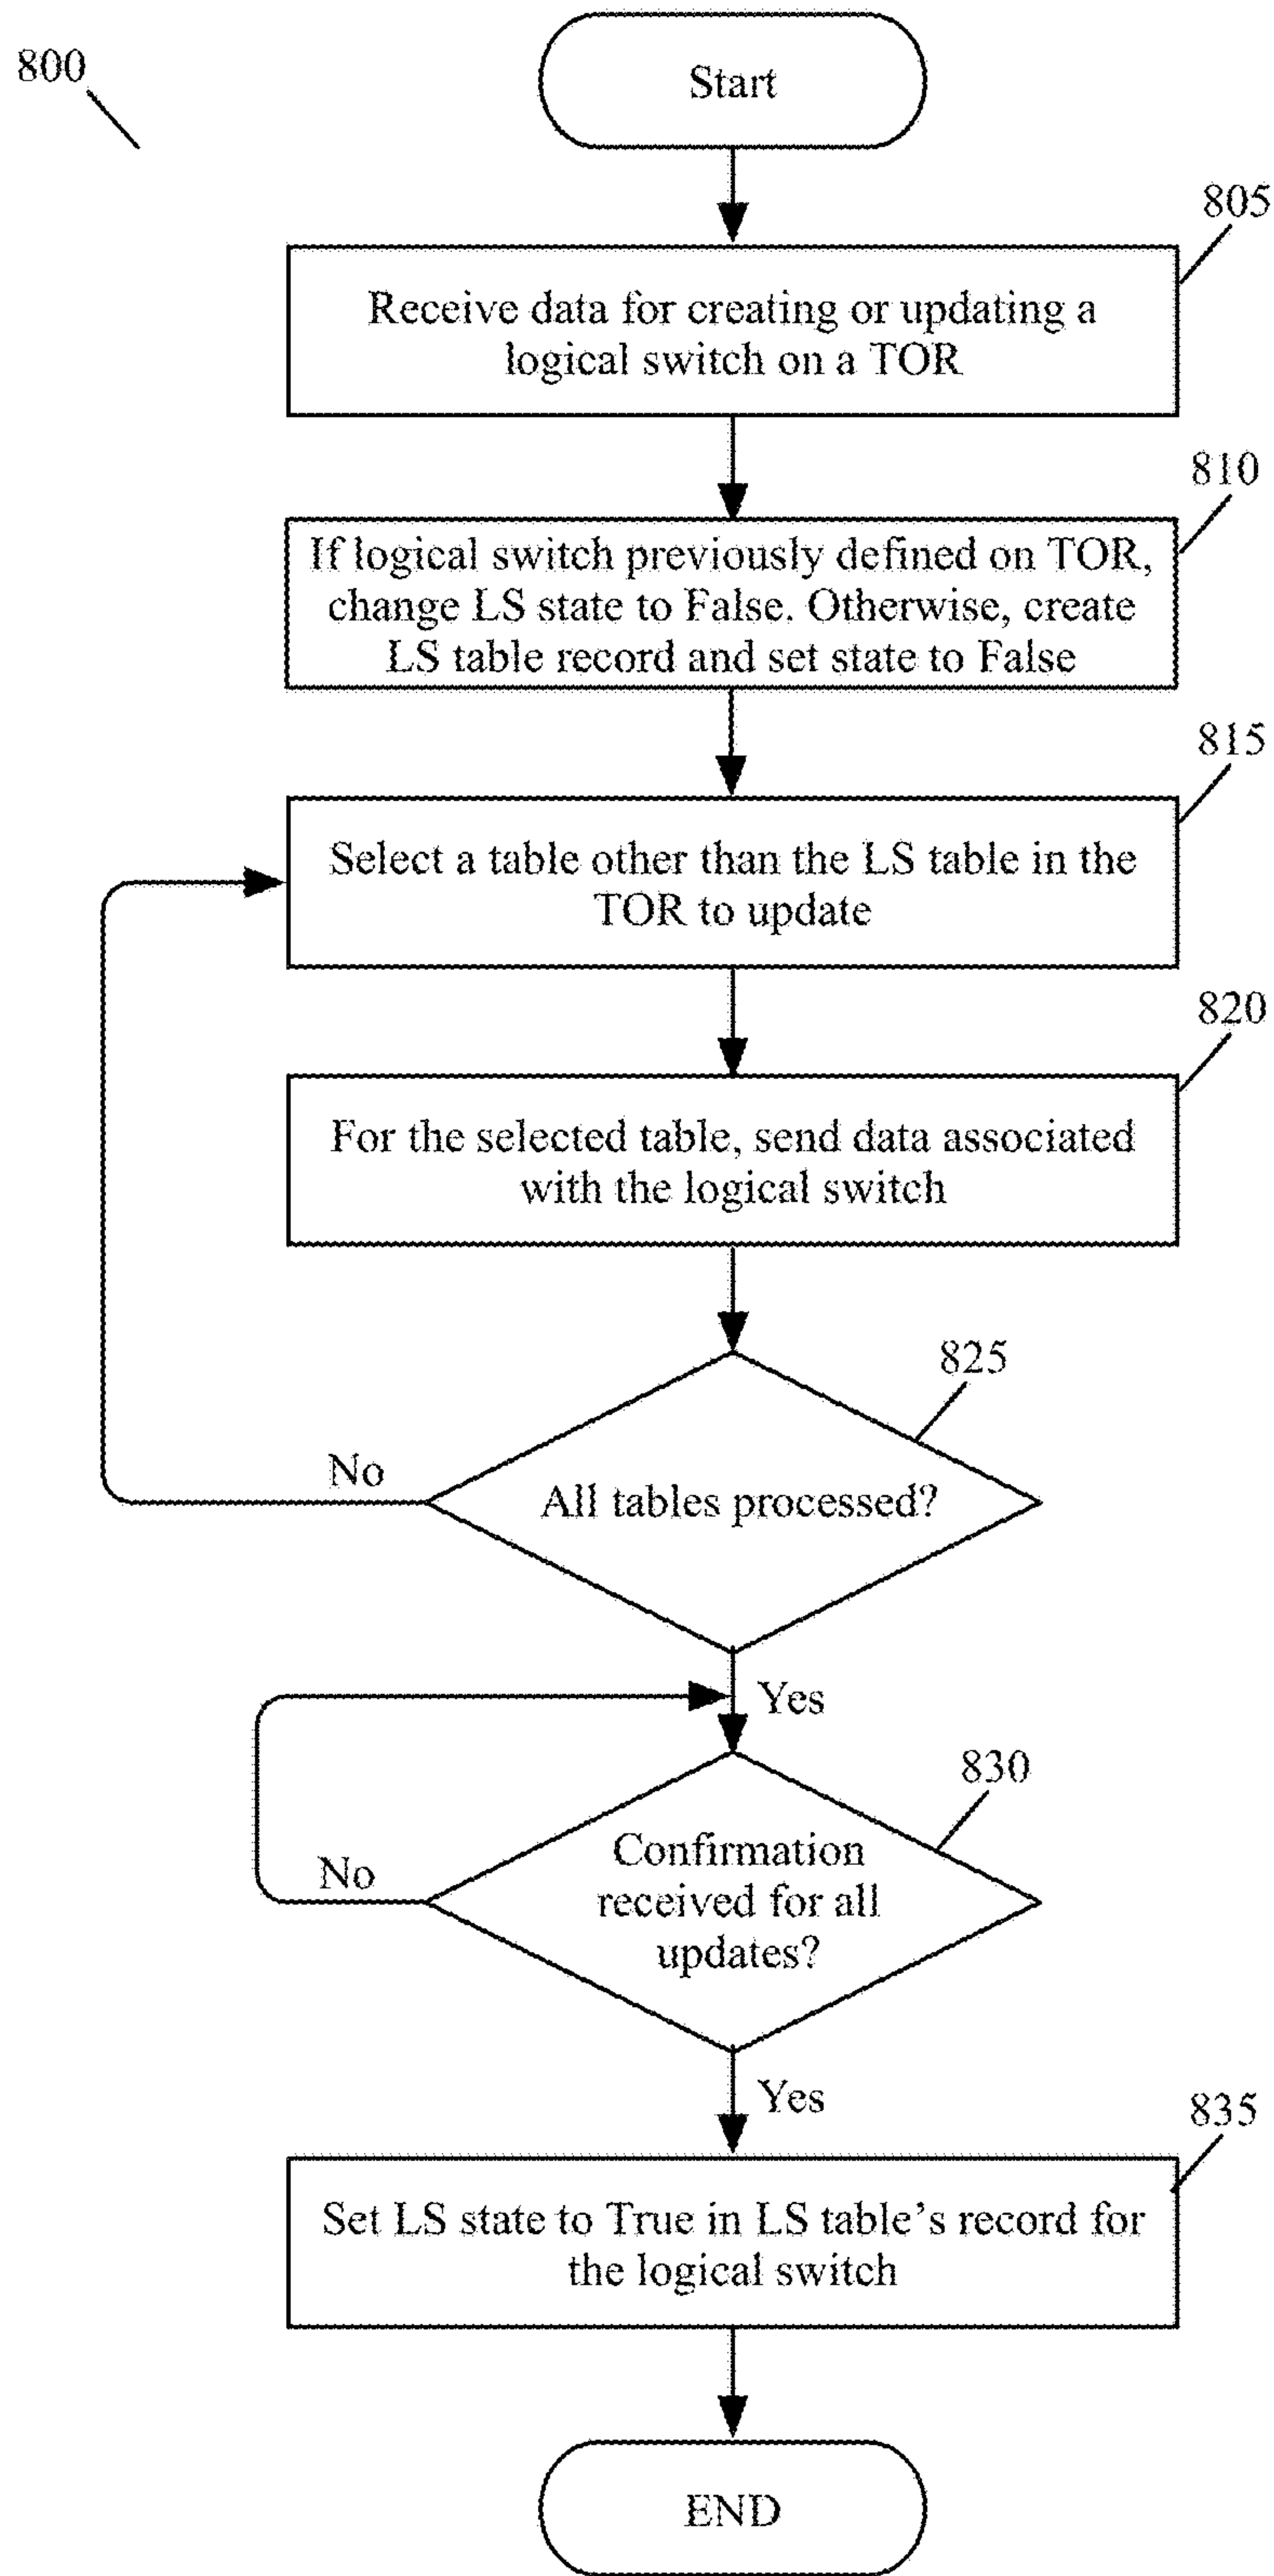 800
Start
805
Receive data for creating or updating a
logical switch on a TOR
810
If logical switch previously defined on TOR,
change LS state to False. Otherwise, create
LS table record and set state to False
815
Select a table other than the LS table in the
TOR to update
820
For the selected table, send data associated
with the logical switch
825
No
All tables processed?
Yes
830
Confirmation
No
received for all
updates?
Yes
835
Set LS state to True in LS table's record for
the logical switch
END